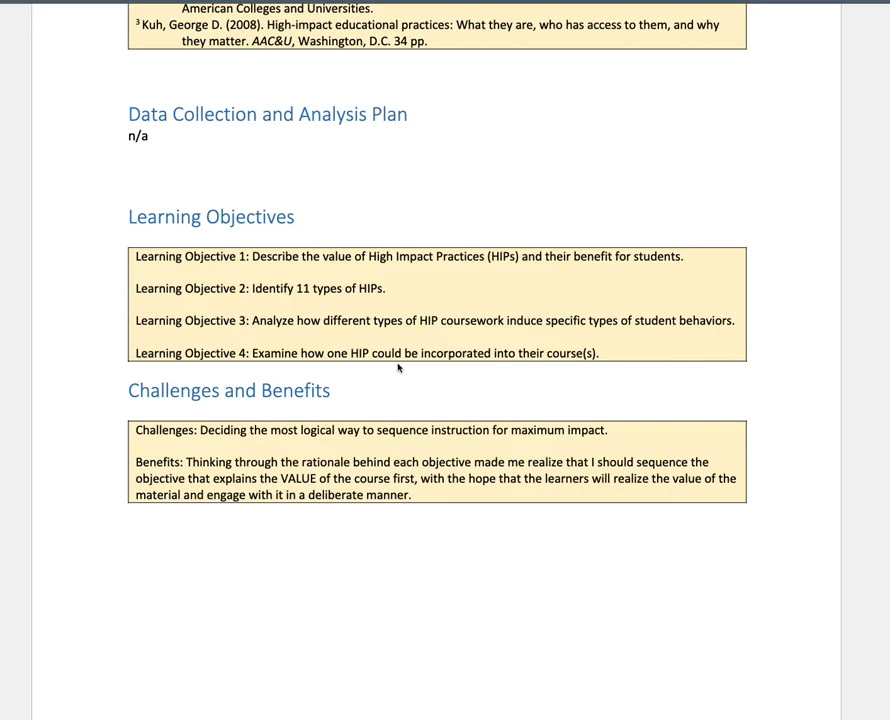 American Colleges and Universities.
³ Kuh, George D. (2008). High-impact educational practices: What they are, who has access to them, and why
they matter. AAC&U, Washington, D.C. 34 pp.
Data Collection and Analysis Plan
n/a
Learning Objectives
Learning Objective 1: Describe the value of High Impact Practices (HIPs) and their benefit for students.
Learning Objective 2: Identify 11 types of HIPs.
Learning Objective 3: Analyze how different types of HIP coursework induce specific types of student behaviors.
Learning Objective 4: Examine how one HIP could be incorporated into their course(s).
Challenges and Benefits
Challenges: Deciding the most logical way to sequence instruction for maximum impact.
Benefits: Thinking through the rationale behind each objective made me realize that I should sequence the
objective that explains the VALUE of the course first, with the hope that the learners will realize the value of the
material and engage with it in a deliberate manner.